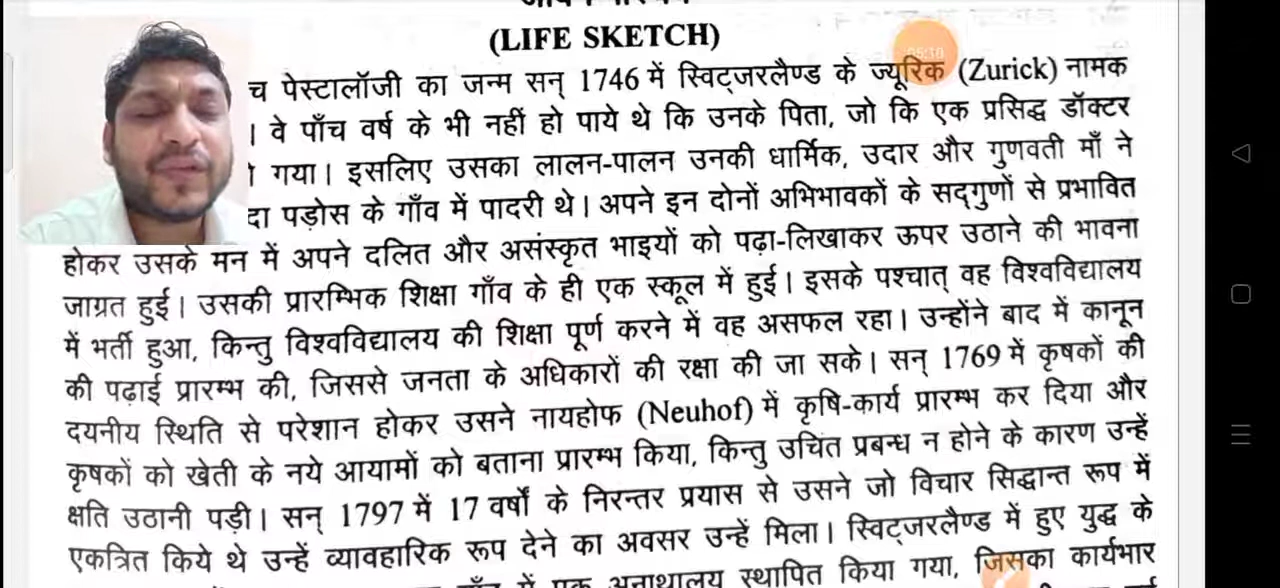 (LIFE SKETCH)
05:10
च पेस्टालॉजी का जन्म सन् 1746 में स्विट्जरलैण्ड के ज्यूरिक (Zurick) नामक
। वे पाँच वर्ष के भी नहीं हो पाये थे कि उनके पिता, जो कि एक प्रसिद्ध डॉक्टर
गया। इसलिए उसका लालन-पालन उनकी धार्मिक, उदार और गुणवती माँ ने
दा पड़ोस के गाँव में पादरी थे। अपने इन दोनों अभिभावकों के सद्गुणों से प्रभावित
होकर उसके मन में अपने दलित और असंस्कृत भाइयों को पढ़ा-लिखाकर ऊपर उठाने की भावना
जाग्रत हुई। उसकी प्रारम्भिक शिक्षा गाँव के ही एक स्कूल में हुई। इसके पश्चात् वह विश्वविद्यालय
में भर्ती हुआ, किन्तु विश्वविद्यालय की शिक्षा पूर्ण करने में वह असफल रहा। उन्होंने बाद में कानून
की पढ़ाई प्रारम्भ की, जिससे जनता के अधिकारों की रक्षा की जा सके। सन् 1769 में कृषकों की
दयनीय स्थिति से परेशान होकर उसने नायहोफ (Neuhof) में कृषि-कार्य प्रारम्भ कर दिया और
कृषकों को खेती के नये आयामों को बताना प्रारम्भ किया, किन्तु उचित प्रबन्ध न होने के कारण उन्हें
क्षति उठानी पड़ी। सन् 1797 में 17 वर्षों के निरन्तर प्रयास से उसने जो विचार सिद्धान्त रूप में
एकत्रित किये थे उन्हें व्यावहारिक रूप देने का अवसर उन्हें मिला। स्विट्जरलैण्ड में हुए युद्ध के
में एक अनाथालय स्थापित किया गया, जिसका कार्यभार